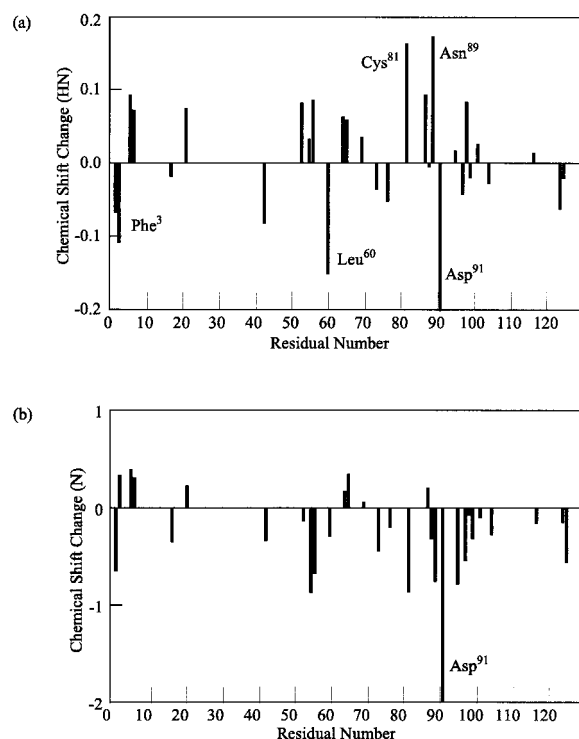 (a)
Chemical Shift Change (HN)
0.2
0.1
0.0
-0.1
-0.2
Cys81
Asn89
Phe3
Leu60
Asp91
10 20 30 40 50 60 70 80 90 100 110 120
Residual Number
(b)
Chemical Shift Change (N)
1
0
-1
-2
Asp91
10 20 30 40 50 60 70 80 90 100 110 120
Residual Number